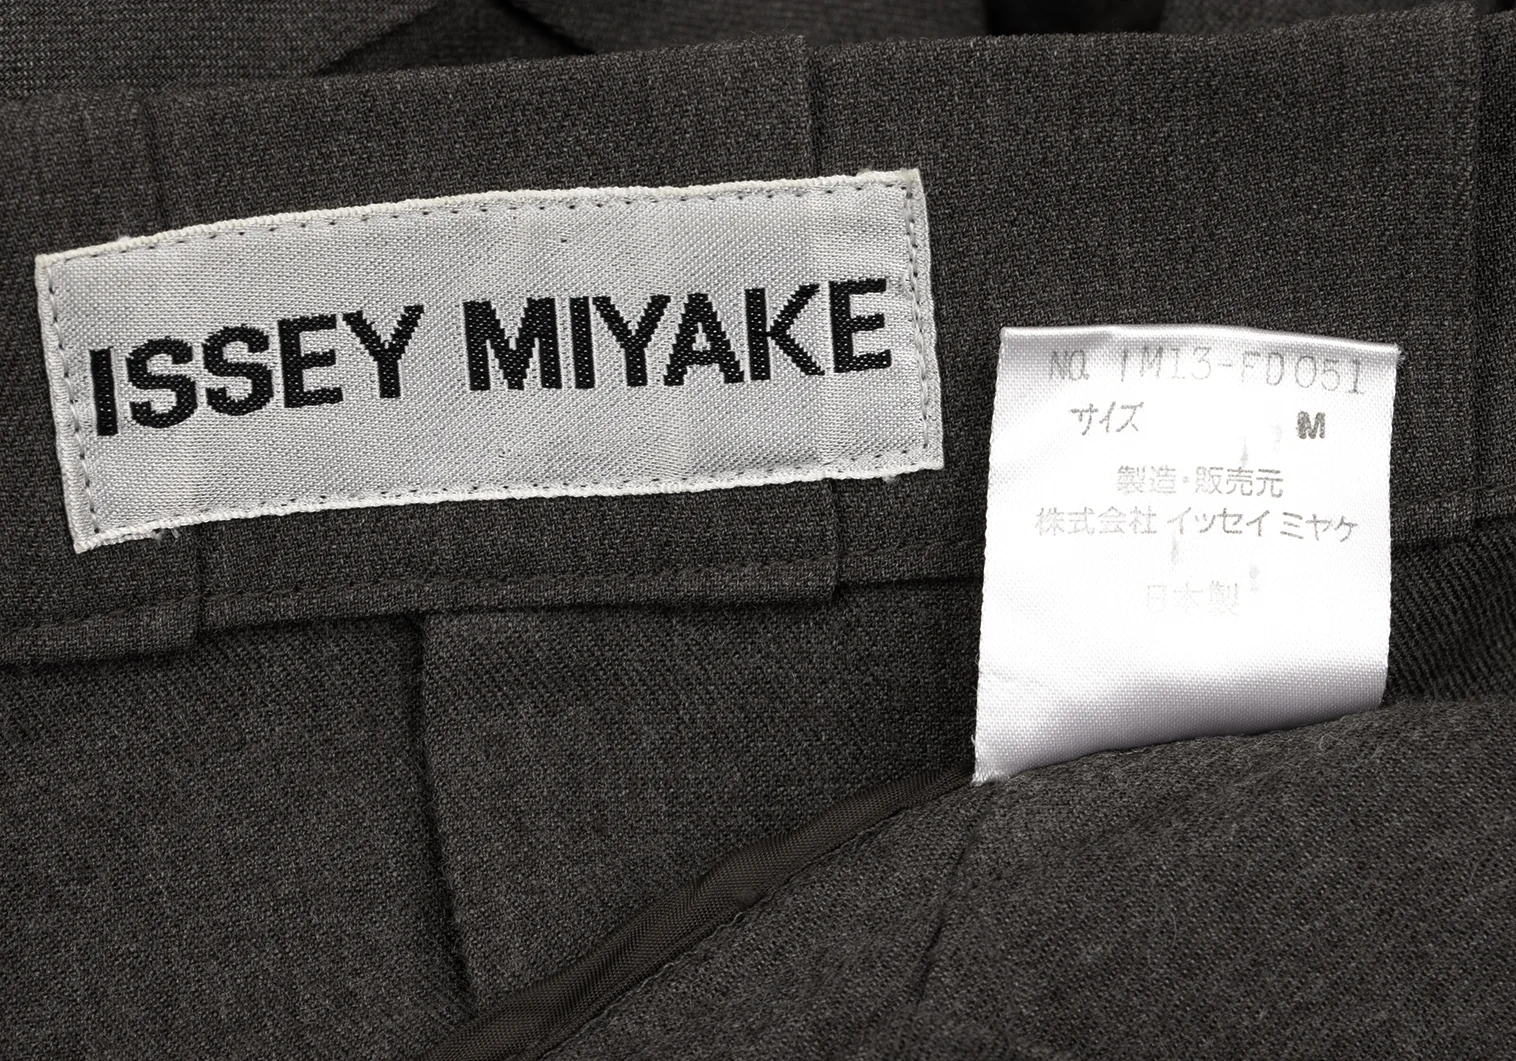 ISSEY MIYAKE
NO. IM13-FD051
サイズ M
製造・販売元
株式会社 イッセイ ミヤケ
日本製